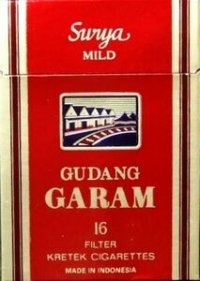 Surya
MILD
GUDANG
GARAM
16
FILTER
KRETEK CIGARETTES
MADE IN INDONESIA